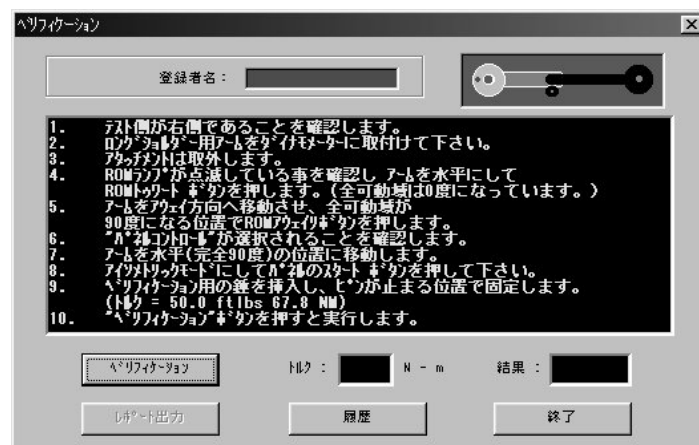 ﾍﾞﾘﾌｨｹｰｼｮﾝ
登録者名：
1. ﾃｽﾄ側が右側であることを確認します。
2. ﾛﾝｸﾞｼｮﾙﾀﾞｰ用ｱｰﾑをﾀﾞｲﾅﾓﾒｰﾀｰに取付けて下さい。
3. ｱﾀｯﾁﾒﾝﾄは取外します。
4. ROMﾗﾝﾌﾟが点滅している事を確認し ｱｰﾑを水平にして
ROMﾄｩﾜｰﾄﾞ ﾎﾞﾀﾝを押します。(全可動域は0度になっています。)
5. ｱｰﾑをｱｳｪｲ方向へ移動させ、全可動域が
90度になる位置でROMｱｳｪｲﾎﾞﾀﾝを押します。
6. "ﾊﾟﾈﾙｺﾝﾄﾛｰﾙ"が選択されることを確認します。
7. ｱｰﾑを水平(完全90度)の位置に移動します。
8. ｱｲｿﾒﾄﾘｯｸﾓｰﾄﾞにしてﾊﾟﾈﾙのｽﾀｰﾄ ﾎﾞﾀﾝを押して下さい。
9. ﾍﾞﾘﾌｨｹｰｼｮﾝ用の錘を挿入し、ﾋﾟﾝが止まる位置で固定します。
(ﾄﾙｸ = 50.0 ftlbs 67.8 NM)
10. "ﾍﾞﾘﾌｨｹｰｼｮﾝ"ﾎﾞﾀﾝを押すと実行します。
ﾍﾞﾘﾌｨｹｰｼｮﾝ
ﾄﾙｸ： N - m
結果：
ﾚﾎﾟｰﾄ出力
履歴
終了